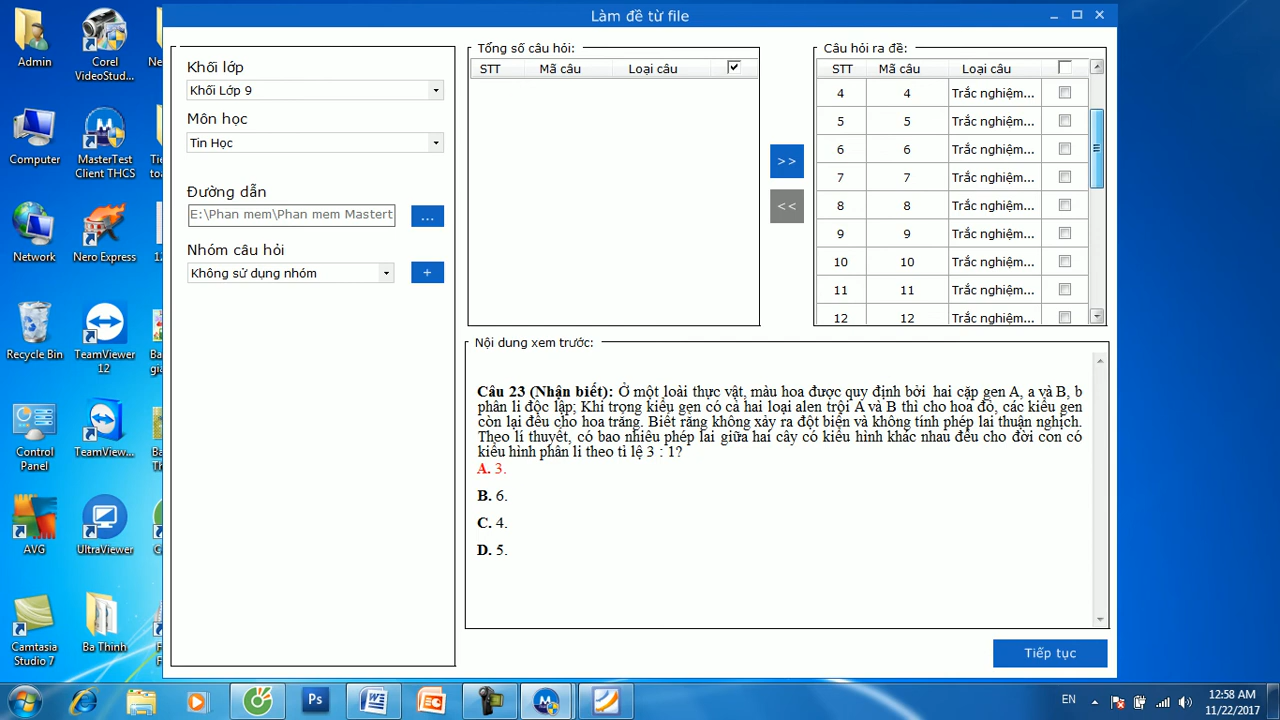 Admin
Corel
VideoStud...
Ne
Computer
MasterTest
Client THCS
Tie
toa
Network
Nero Express
12
Recycle Bin
TeamViewer
12
Ba
giá
Control
Panel
TeamView...
Ba
Th
AVG
UltraViewer
Camtasia
Studio 7
Ba Thinh
Làm đề từ file
Khối lớp
Khối Lớp 9
Môn học
Tin Học
Đường dẫn
E:\Phan mem\Phan mem Mastert
...
Nhóm câu hỏi
Không sử dụng nhóm
+
Tổng số câu hỏi:
STT Mã câu Loại câu
>>
<<
Câu hỏi ra đề:
STT Mã câu Loại câu
4 4 Trắc nghiệm...
5 5 Trắc nghiệm...
6 6 Trắc nghiệm...
7 7 Trắc nghiệm...
8 8 Trắc nghiệm...
9 9 Trắc nghiệm...
10 10 Trắc nghiệm...
11 11 Trắc nghiệm...
12 12 Trắc nghiệm...
Nội dung xem trước:
Câu 23 (Nhận biết): Ở một loài thực vật, màu hoa được quy định bởi hai cặp gen A, a và B, b
phân li độc lập; Khi trong kiểu gen có cả hai loại alen trội A và B thì cho hoa đỏ, các kiểu gen
còn lại đều cho hoa trắng. Biết rằng không xảy ra đột biến và không tính phép lai thuận nghịch.
Theo lí thuyết, có bao nhiêu phép lai giữa hai cây có kiểu hình khác nhau đều cho đời con có
kiểu hình phân li theo tỉ lệ 3 : 1?
A. 3.
B. 6.
C. 4.
D. 5.
Tiếp tục
EN
12:58 AM
11/22/2017